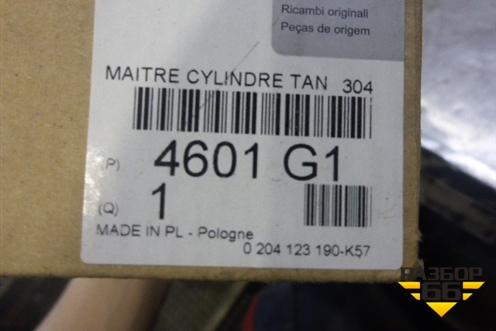 Ricambi originali
Peças de origem
MAITRE CYLINDRE TAN 304
(P) 4601 G1
(Q) 1
MADE IN PL - Pologne
0 204 123 190-K57
РАЗБОР
66